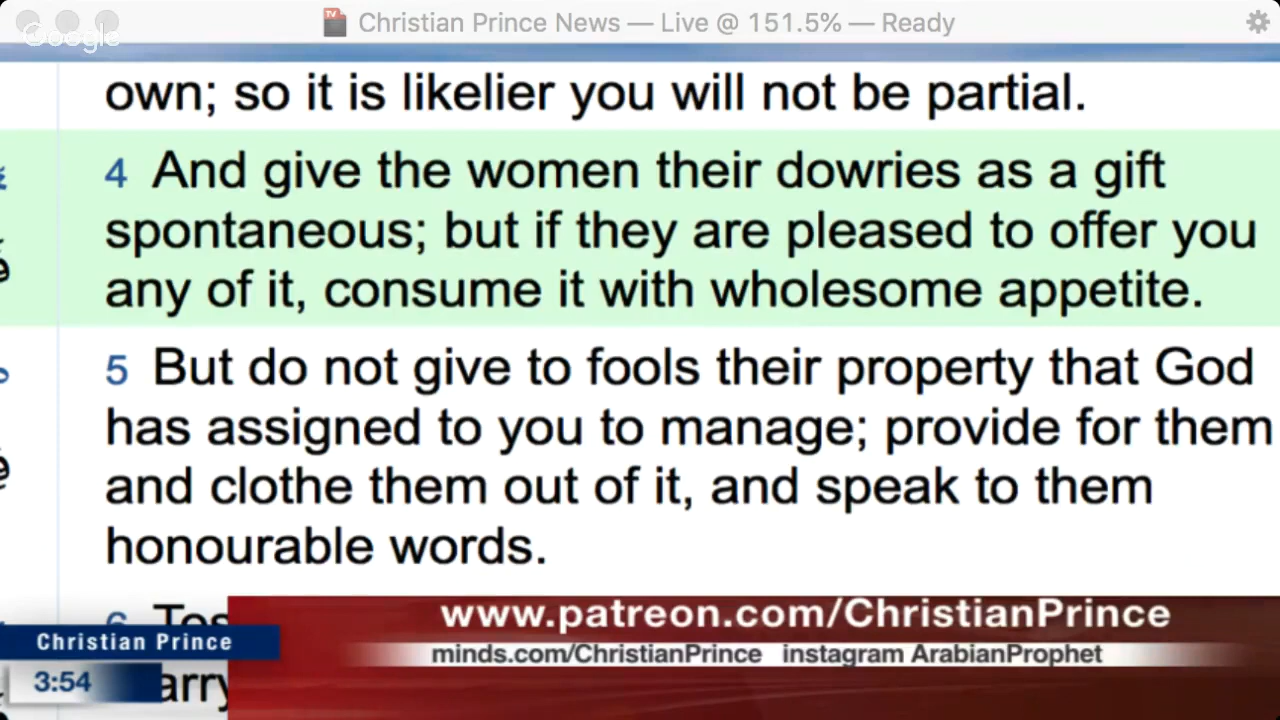 Christian Prince News — Live @ 151.5% — Ready
Google
own; so it is likelier you will not be partial.
4 And give the women their dowries as a gift
spontaneous; but if they are pleased to offer you
any of it, consume it with wholesome appetite.
5 But do not give to fools their property that God
has assigned to you to manage; provide for them
and clothe them out of it, and speak to them
honourable words.
www.patreon.com/ChristianPrince
Christian Prince
minds.com/ChristianPrince instagram ArabianProphet
3:54